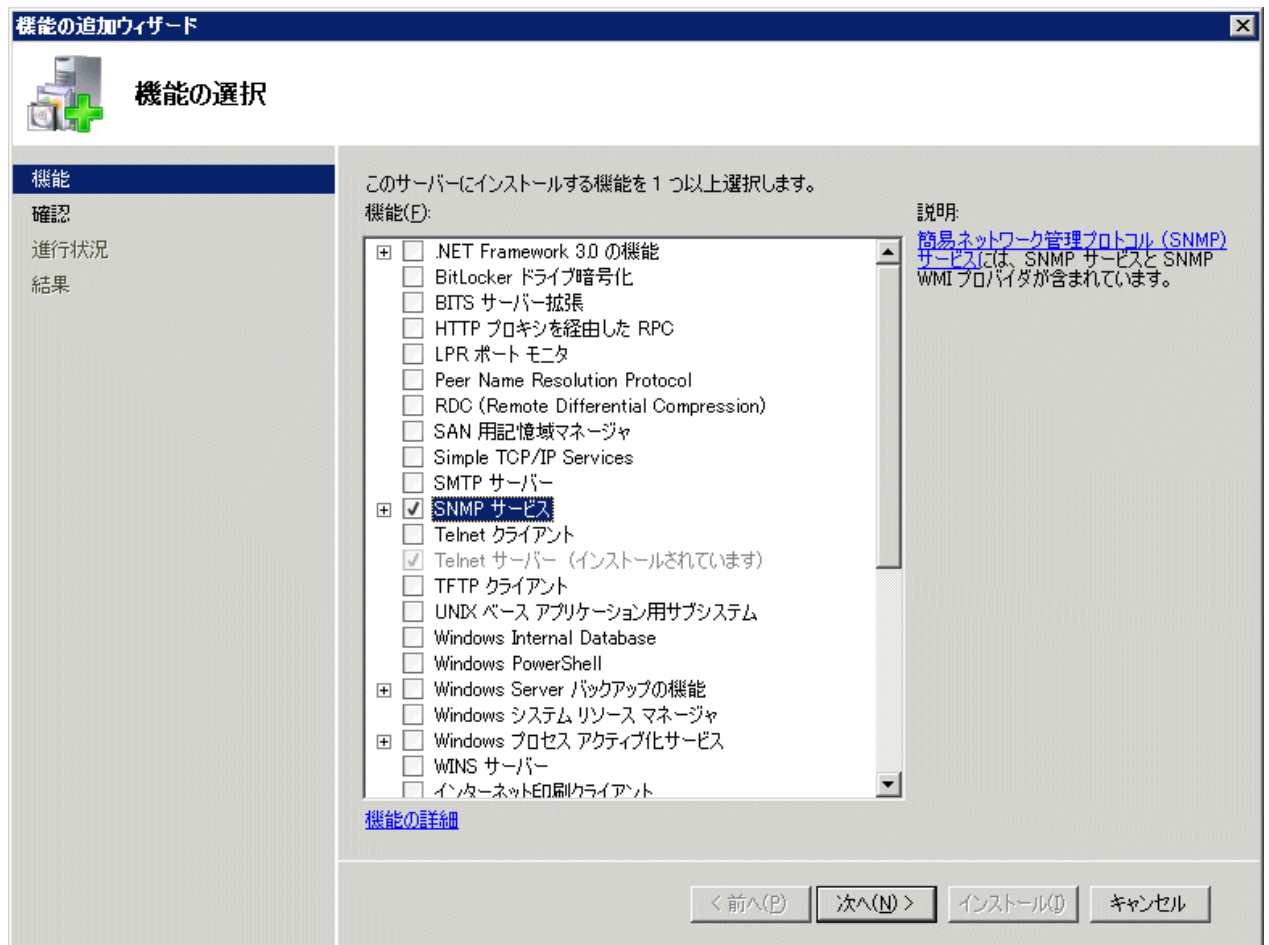 機能の追加ウィザード
機能の選択
機能
確認
進行状況
結果
このサーバーにインストールする機能を 1 つ以上選択します。
機能(F):
.NET Framework 3.0 の機能
BitLocker ドライブ暗号化
BITS サーバー拡張
HTTP プロキシを経由した RPC
LPR ポート モニタ
Peer Name Resolution Protocol
RDC (Remote Differential Compression)
SAN 用記憶域マネージャ
Simple TCP/IP Services
SMTP サーバー
SNMP サービス
Telnet クライアント
Telnet サーバー (インストールされています)
TFTP クライアント
UNIX ベース アプリケーション用サブシステム
Windows Internal Database
Windows PowerShell
Windows Server バックアップの機能
Windows システム リソース マネージャ
Windows プロセス アクティブ化サービス
WINS サーバー
インターネット印刷クライアント
機能の詳細
説明:
簡易ネットワーク管理プロトコル (SNMP)
サービスには、SNMP サービスと SNMP
WMI プロバイダが含まれています。
< 前へ(P)
次へ(N) >
インストール(I)
キャンセル